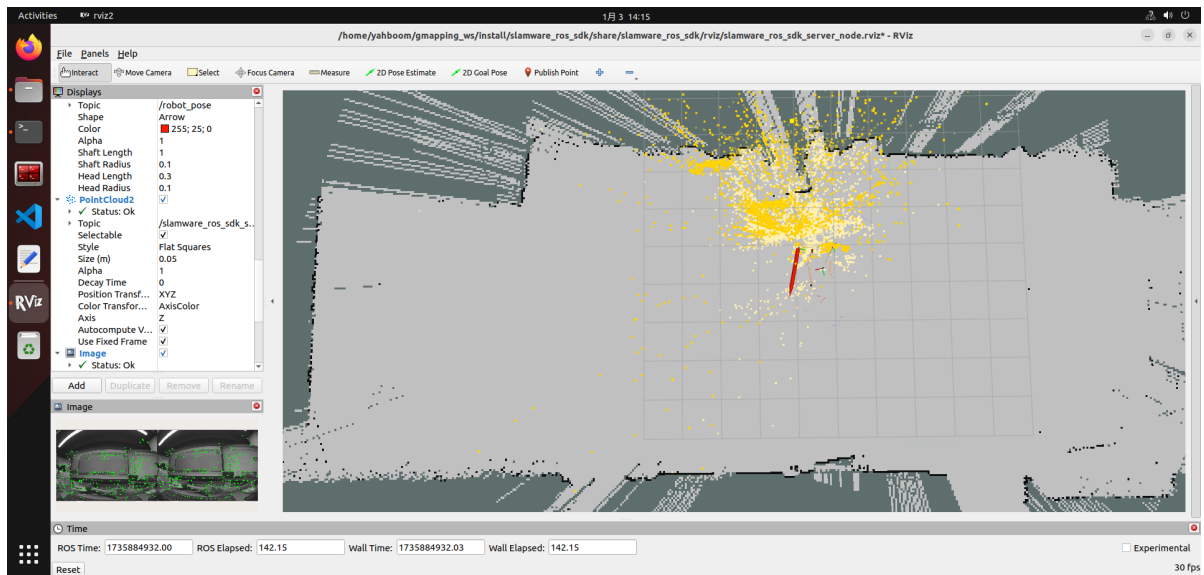 Activities rviz2 1月 3 14:15
/home/yahboom/gmapping_ws/install/slamware_ros_sdk/share/slamware_ros_sdk/rviz/slamware_ros_sdk_server_node.rviz* - RViz
File Panels Help
Interact Move Camera Select Focus Camera Measure 2D Pose Estimate 2D Goal Pose Publish Point
Displays
Topic /robot_pose
Shape Arrow
Color 255; 25; 0
Alpha 1
Shaft Length 1
Shaft Radius 0.1
Head Length 0.3
Head Radius 0.1
PointCloud2
Status: Ok
Topic /slamware_ros_sdk_s...
Selectable
Style Flat Squares
Size (m) 0.05
Alpha 1
Decay Time 0
Position Transf... XYZ
Color Transfor... AxisColor
Axis Z
Autocompute V...
Use Fixed Frame
Image
Status: Ok
Add Duplicate Remove Rename
Image
RViz
Time
ROS Time: 1735884932.00 ROS Elapsed: 142.15 Wall Time: 1735884932.03 Wall Elapsed: 142.15 Experimental
Reset 30 fps